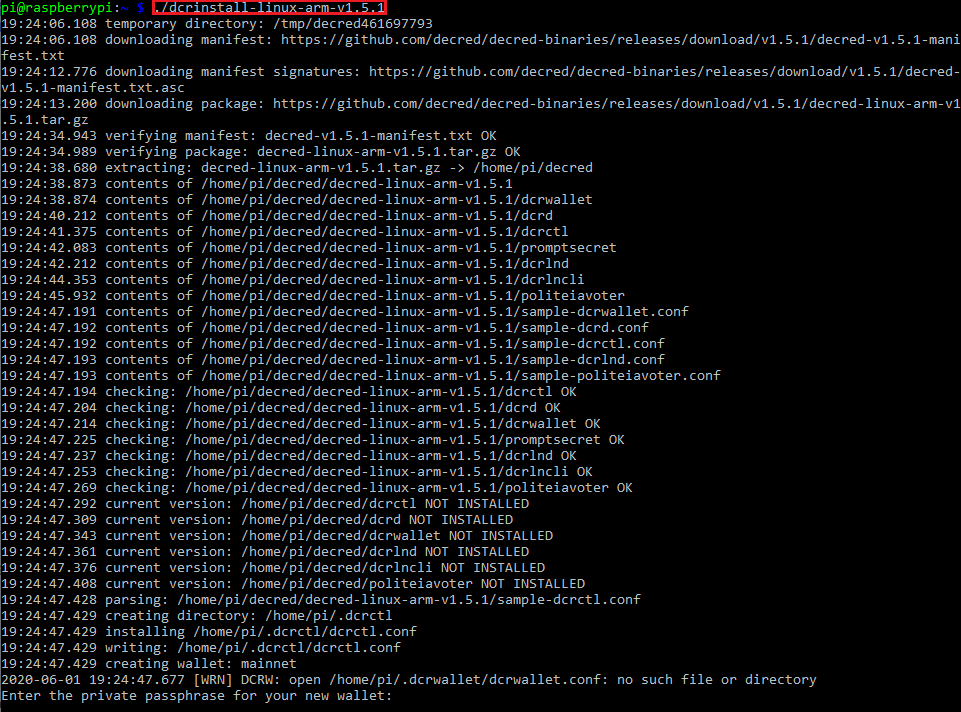 pi@raspberrypi:~ $ ./dcrinstall-linux-arm-v1.5.1
19:24:06.108 temporary directory: /tmp/decred461697793
19:24:06.108 downloading manifest: https://github.com/decred/decred-binaries/releases/download/v1.5.1/decred-v1.5.1-mani
fest.txt
19:24:12.776 downloading manifest signatures: https://github.com/decred/decred-binaries/releases/download/v1.5.1/decred-
v1.5.1-manifest.txt.asc
19:24:13.200 downloading package: https://github.com/decred/decred-binaries/releases/download/v1.5.1/decred-linux-arm-v1
.5.1.tar.gz
19:24:34.943 verifying manifest: decred-v1.5.1-manifest.txt OK
19:24:34.989 verifying package: decred-linux-arm-v1.5.1.tar.gz OK
19:24:38.680 extracting: decred-linux-arm-v1.5.1.tar.gz -> /home/pi/decred
19:24:38.873 contents of /home/pi/decred/decred-linux-arm-v1.5.1
19:24:38.874 contents of /home/pi/decred/decred-linux-arm-v1.5.1/dcrwallet
19:24:40.212 contents of /home/pi/decred/decred-linux-arm-v1.5.1/dcrd
19:24:41.375 contents of /home/pi/decred/decred-linux-arm-v1.5.1/dcrctl
19:24:42.083 contents of /home/pi/decred/decred-linux-arm-v1.5.1/promptsecret
19:24:42.212 contents of /home/pi/decred/decred-linux-arm-v1.5.1/dcrlnd
19:24:44.353 contents of /home/pi/decred/decred-linux-arm-v1.5.1/dcrlncli
19:24:45.932 contents of /home/pi/decred/decred-linux-arm-v1.5.1/politeiavoter
19:24:47.191 contents of /home/pi/decred/decred-linux-arm-v1.5.1/sample-dcrwallet.conf
19:24:47.192 contents of /home/pi/decred/decred-linux-arm-v1.5.1/sample-dcrd.conf
19:24:47.192 contents of /home/pi/decred/decred-linux-arm-v1.5.1/sample-dcrctl.conf
19:24:47.193 contents of /home/pi/decred/decred-linux-arm-v1.5.1/sample-dcrlnd.conf
19:24:47.193 contents of /home/pi/decred/decred-linux-arm-v1.5.1/sample-politeiavoter.conf
19:24:47.194 checking: /home/pi/decred/decred-linux-arm-v1.5.1/dcrctl OK
19:24:47.204 checking: /home/pi/decred/decred-linux-arm-v1.5.1/dcrd OK
19:24:47.214 checking: /home/pi/decred/decred-linux-arm-v1.5.1/dcrwallet OK
19:24:47.225 checking: /home/pi/decred/decred-linux-arm-v1.5.1/promptsecret OK
19:24:47.237 checking: /home/pi/decred/decred-linux-arm-v1.5.1/dcrlnd OK
19:24:47.253 checking: /home/pi/decred/decred-linux-arm-v1.5.1/dcrlncli OK
19:24:47.269 checking: /home/pi/decred/decred-linux-arm-v1.5.1/politeiavoter OK
19:24:47.292 current version: /home/pi/decred/dcrctl NOT INSTALLED
19:24:47.309 current version: /home/pi/decred/dcrd NOT INSTALLED
19:24:47.343 current version: /home/pi/decred/dcrwallet NOT INSTALLED
19:24:47.361 current version: /home/pi/decred/dcrlnd NOT INSTALLED
19:24:47.376 current version: /home/pi/decred/dcrlncli NOT INSTALLED
19:24:47.408 current version: /home/pi/decred/politeiavoter NOT INSTALLED
19:24:47.428 parsing: /home/pi/decred/decred-linux-arm-v1.5.1/sample-dcrctl.conf
19:24:47.429 creating directory: /home/pi/.dcrctl
19:24:47.429 installing /home/pi/.dcrctl/dcrctl.conf
19:24:47.429 writing: /home/pi/.dcrctl/dcrctl.conf
19:24:47.429 creating wallet: mainnet
2020-06-01 19:24:47.677 [WRN] DCRW: open /home/pi/.dcrwallet/dcrwallet.conf: no such file or directory
Enter the private passphrase for your new wallet: